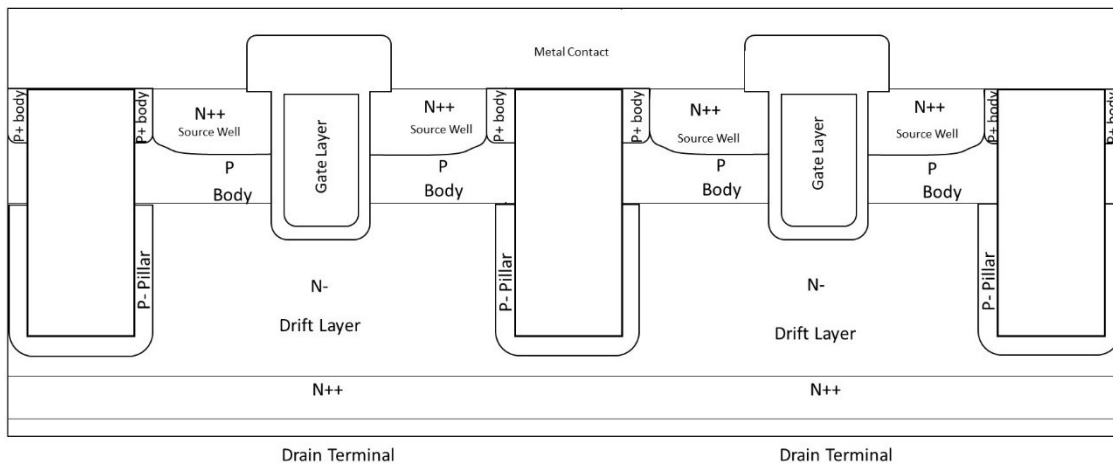 Metal Contact
P+ body
P+ body
N++
Source Well
Gate Layer
N++
Source Well
P+ body
P+ body
N++
Source Well
Gate Layer
N++
Source Well
P+ body
P+ body
P
Body
P
Body
P
Body
P
Body
P- Pillar
N-
Drift Layer
P- Pillar
N-
Drift Layer
P- Pillar
N++
N++
Drain Terminal
Drain Terminal